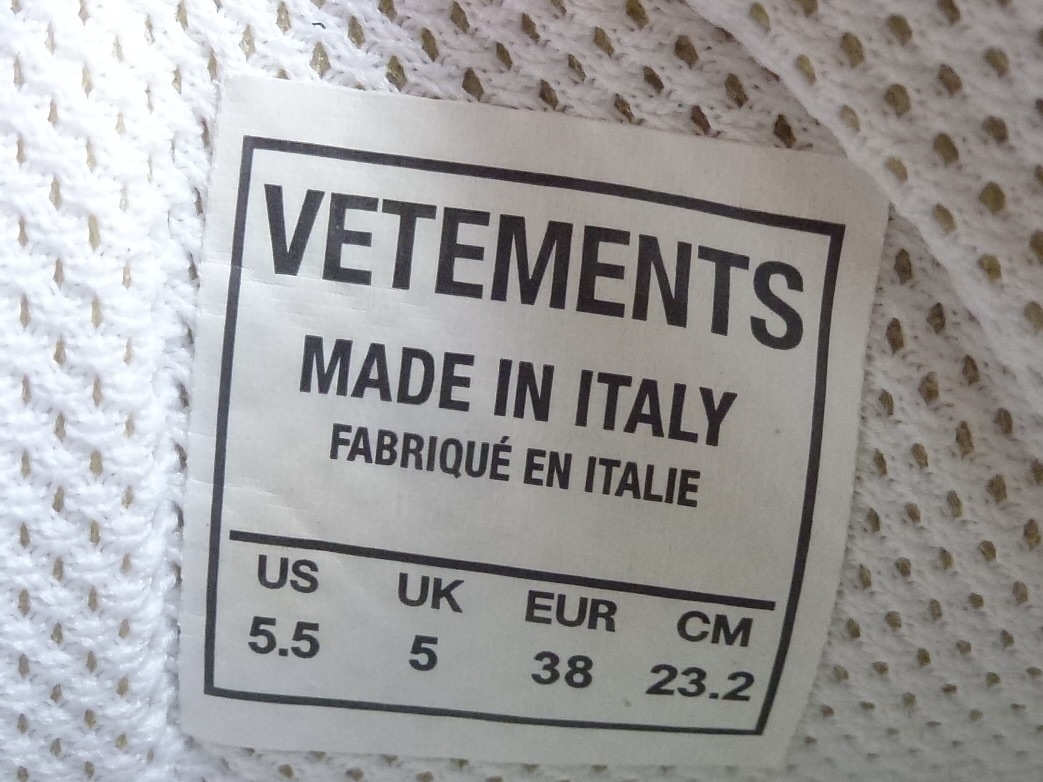 VETEMENTS
MADE IN ITALY
FABRIQUÉ EN ITALIE
US UK EUR CM
5.5 5 38 23.2